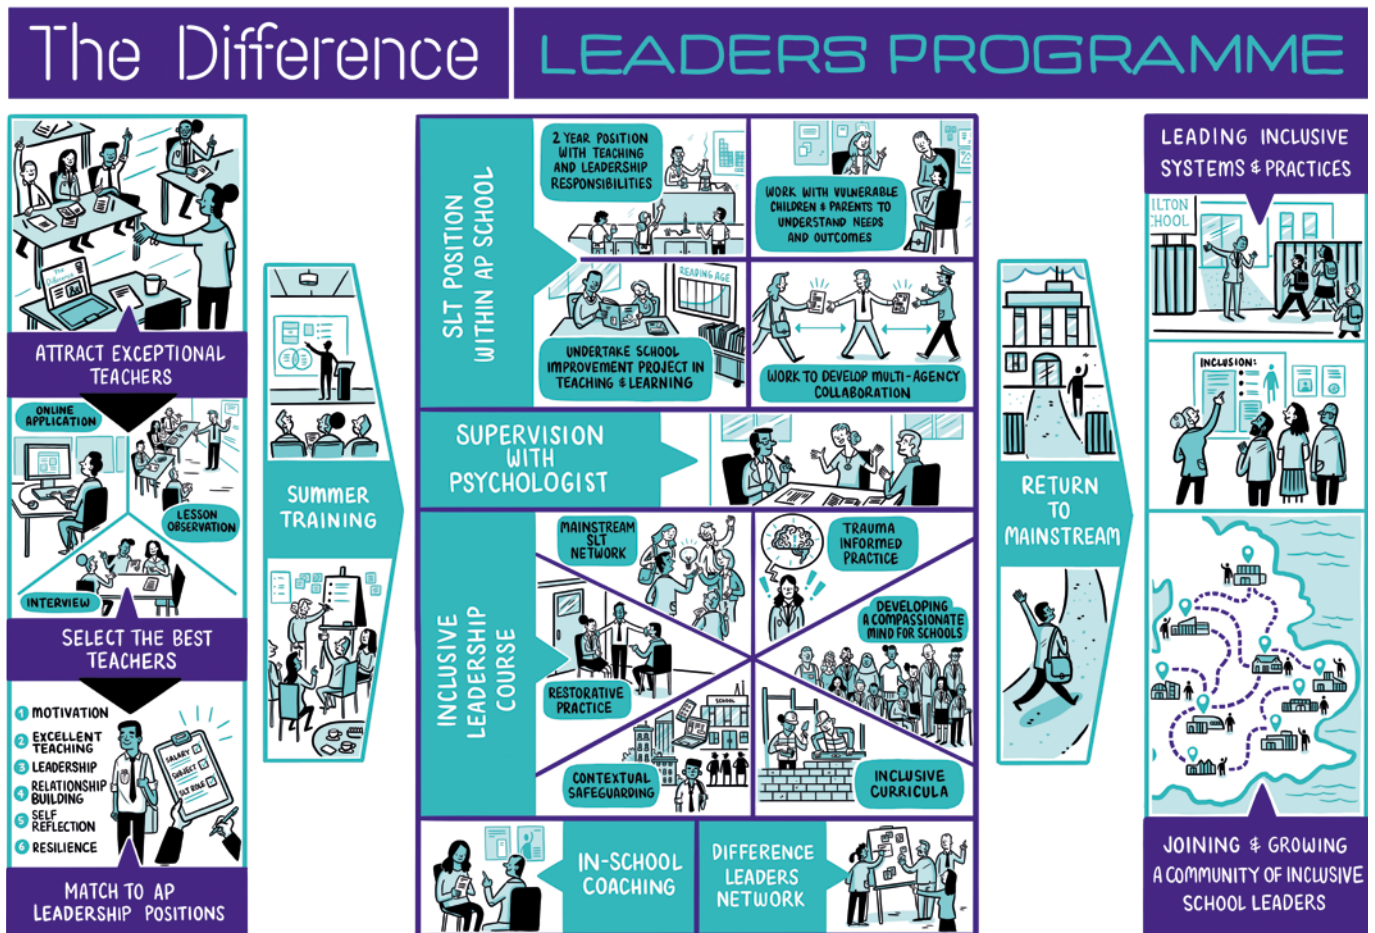 The Difference
LEADERS PROGRAMME
The
Difference
ATTRACT EXCEPTIONAL
TEACHERS
ONLINE
APPLICATION
LESSON
OBSERVATION
INTERVIEW
SELECT THE BEST
TEACHERS
1 MOTIVATION
2 EXCELLENT
TEACHING
3 LEADERSHIP
4 RELATIONSHIP
BUILDING
5 SELF
REFLECTION
6 RESILIENCE
SALARY
SUBJECT
SLT ROLE
MATCH TO AP
LEADERSHIP POSITIONS
SUMMER
TRAINING
SLT POSITION
WITHIN AP SCHOOL
2 YEAR POSITION
WITH TEACHING
AND LEADERSHIP
RESPONSIBILITIES
WORK WITH VULNERABLE
CHILDREN & PARENTS TO
UNDERSTAND NEEDS
AND OUTCOMES
READING AGE
UNDERTAKE SCHOOL
IMPROVEMENT PROJECT IN
TEACHING & LEARNING
WORK TO DEVELOP MULTI-AGENCY
COLLABORATION
SUPERVISION
WITH
PSYCHOLOGIST
INCLUSIVE
LEADERSHIP
COURSE
MAINSTREAM
SLT
NETWORK
TRAUMA
INFORMED
PRACTICE
DEVELOPING
A COMPASSIONATE
MIND FOR SCHOOLS
RESTORATIVE
PRACTICE
SCHOOL
CONTEXTUAL
SAFEGUARDING
INCLUSIVE
CURRICULA
IN-SCHOOL
COACHING
DIFFERENCE
LEADERS
NETWORK
RETURN
TO
MAINSTREAM
LEADING INCLUSIVE
SYSTEMS & PRACTICES
ILTON
CHOOL
INCLUSION:
JOINING & GROWING
A COMMUNITY OF INCLUSIVE
SCHOOL LEADERS